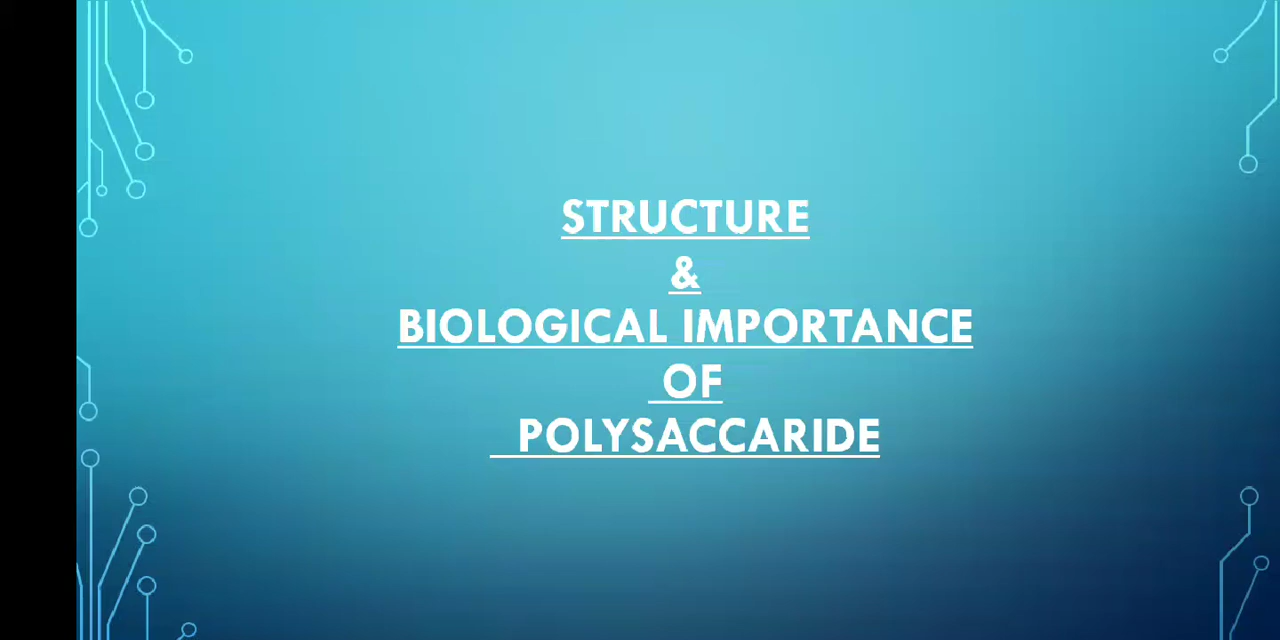 STRUCTURE
&
BIOLOGICAL IMPORTANCE
OF
POLYSACCARIDE